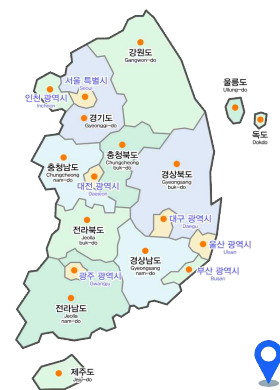 강원도
Gangwon-do
울릉도
Ullung-do
독도
Dokdo
서울 특별시
Seoul
인천 광역시
Incheon
경기도
Gyeonggi-do
충청북도
Chungcheong
buk-do
충청남도
Chungcheong
nam-do
대전 광역시
Daejeon
경상북도
Gyeongsang
buk-do
전라북도
Jeolla
buk-do
대구 광역시
Daegu
울산 광역시
Ulsan
경상남도
Gyeongsang
nam-do
부산 광역시
Busan
광주 광역시
Gwangju
전라남도
Jeolla
nam-do
제주도
Jeju-do